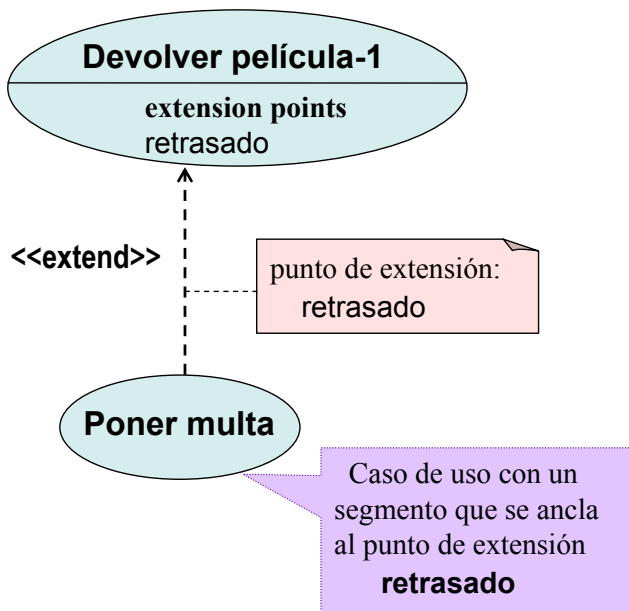 Devolver película-1
extension points
retrasado
<<extend>>
punto de extensión:
retrasado
Poner multa
Caso de uso con un
segmento que se ancla
al punto de extensión
retrasado